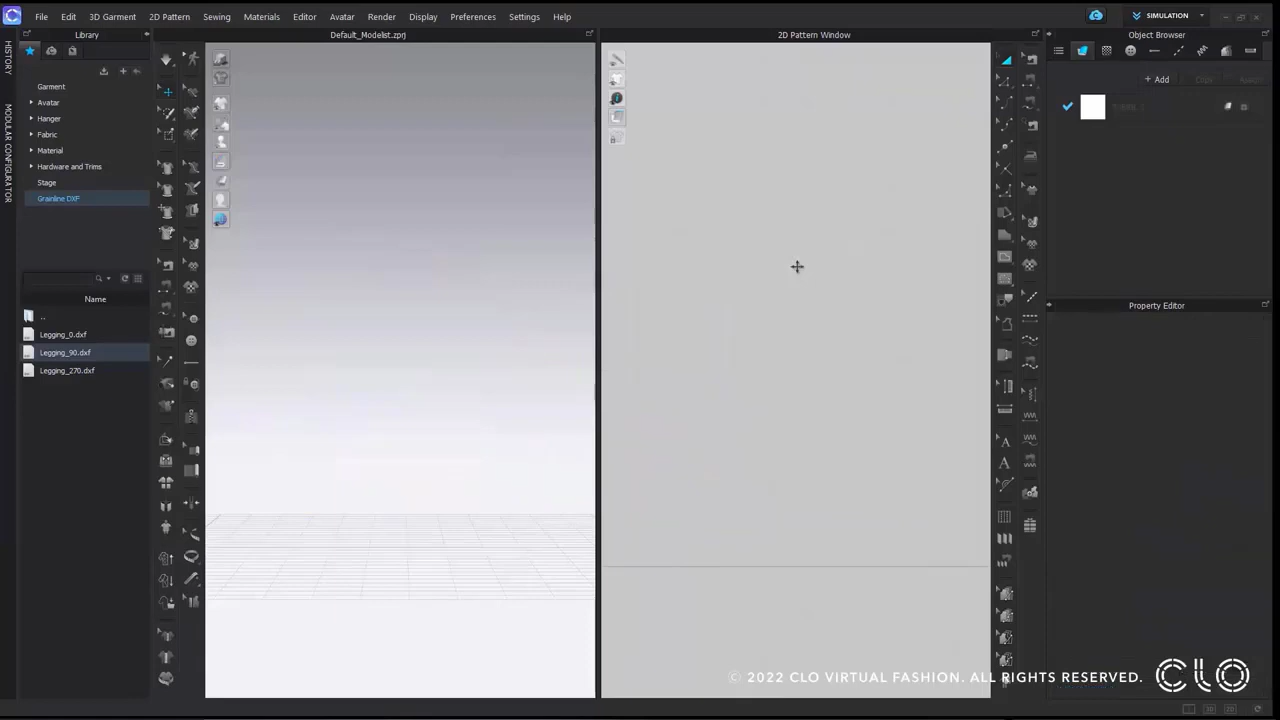 File Edit 3D Garment 2D Pattern Sewing Materials Editor Avatar Render Display Preferences Settings Help
SIMULATION
HISTORY
MODULAR CONFIGURATOR
Library
Default_Modelist.zprj
2D Pattern Window
Object Browser
+ Add
Copy
Garment
Avatar
Hanger
Fabric
Material
Hardware and Trims
Stage
Grainline DXF
Name
..
Legging_0.dxf
Legging_90.dxf
Legging_270.dxf
Property Editor
© 2022 CLO VIRTUAL FASHION. ALL RIGHTS RESERVED.
CLO